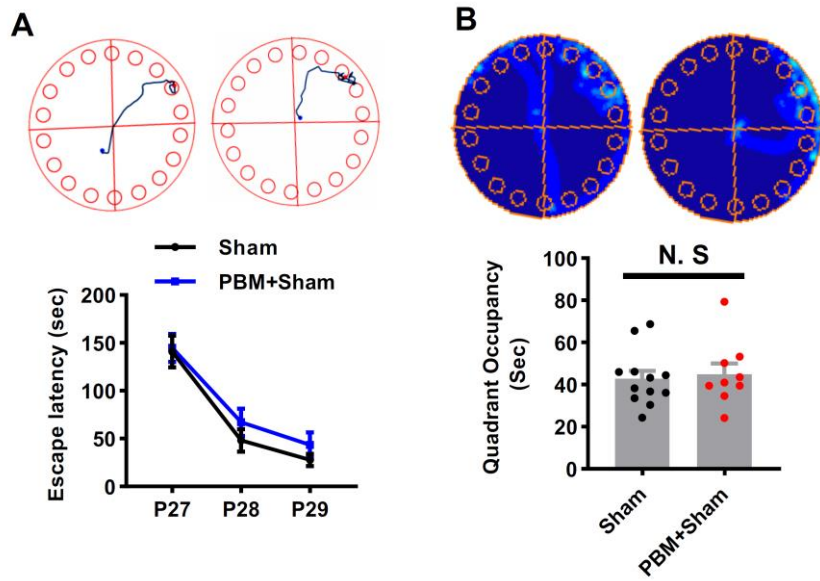 A
B
Sham
PBM+Sham
Escape latency (sec)
200
150
100
50
0
P27 P28 P29
N. S
Quadrant Occupancy
(Sec)
100
80
60
40
20
0
Sham
PBM+Sham